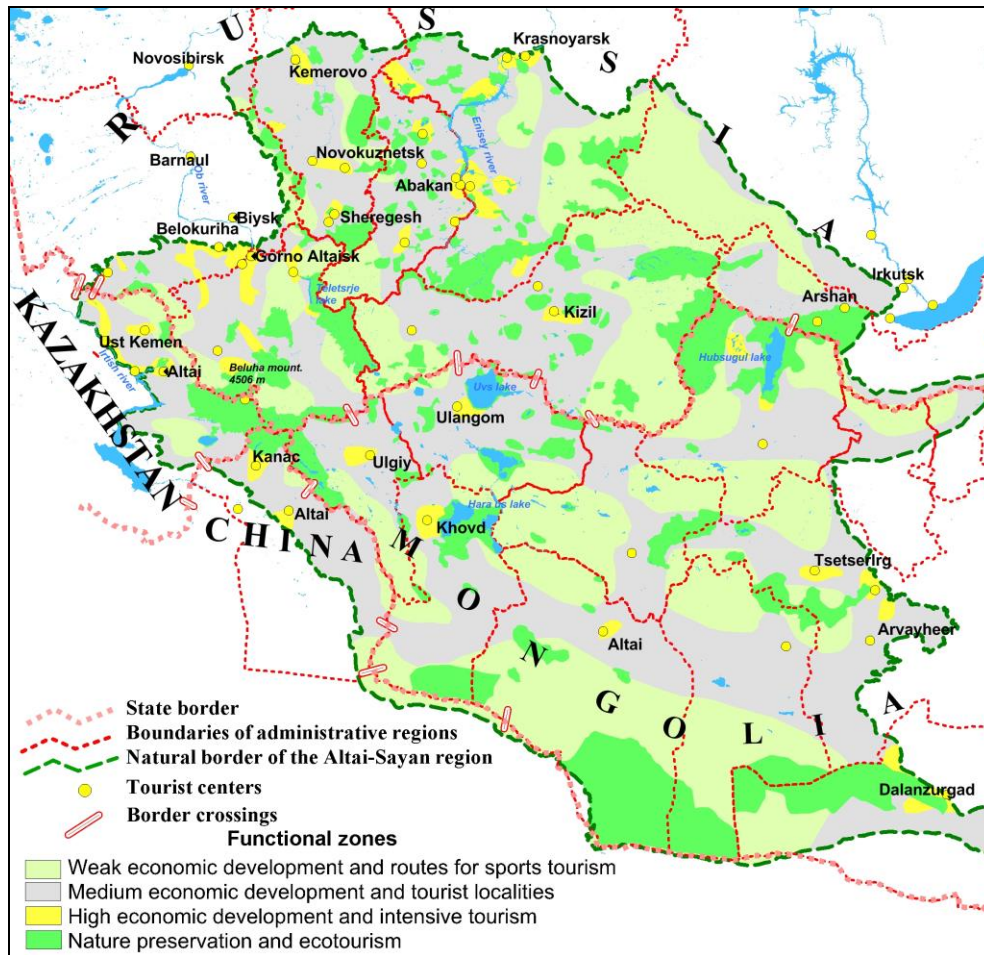 RUSSIA
Krasnoyarsk
Novosibirsk
Kemerovo
Enisey river
Barnaul
Ob river
Novokuznetsk
Abakan
Biysk
Sheregesh
Belokuriha
Gorno Altaisk
Teletsrje
lake
Irkutsk
Arshan
Kizil
KAZAKHSTAN
Ust Kemen
Irtish river
Altai
Beluha mount.
4506 m
Hubsugul lake
Uvs lake
Ulangom
Kanac
Ulgiy
Altai
Khovd
Hara us lake
CHINA
MONGOLIA
Tsetserlrg
Arvayheer
Altai
Dalanzurgad
State border
Boundaries of administrative regions
Natural border of the Altai-Sayan region
Tourist centers
Border crossings
Functional zones
Weak economic development and routes for sports tourism
Medium economic development and tourist localities
High economic development and intensive tourism
Nature preservation and ecotourism